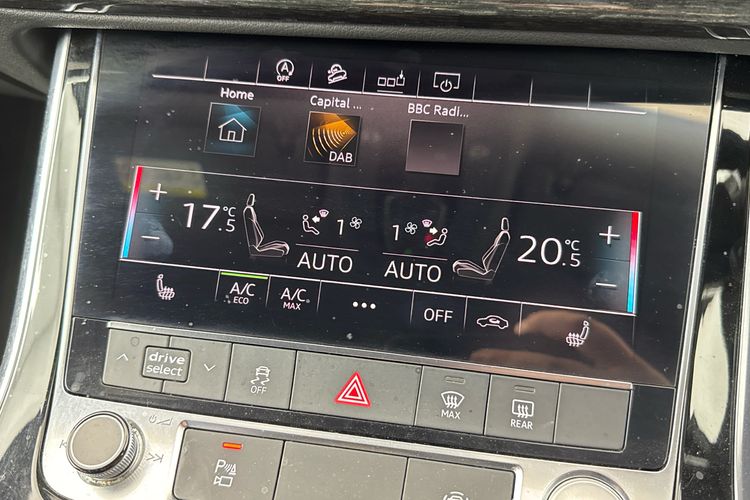 OFF
Home
Capital ...
BBC Radi...
DAB
17.5 °C
1
1
20.5 °C
AUTO
AUTO
A/C ECO
A/C MAX
OFF
drive select
OFF
MAX
REAR
P